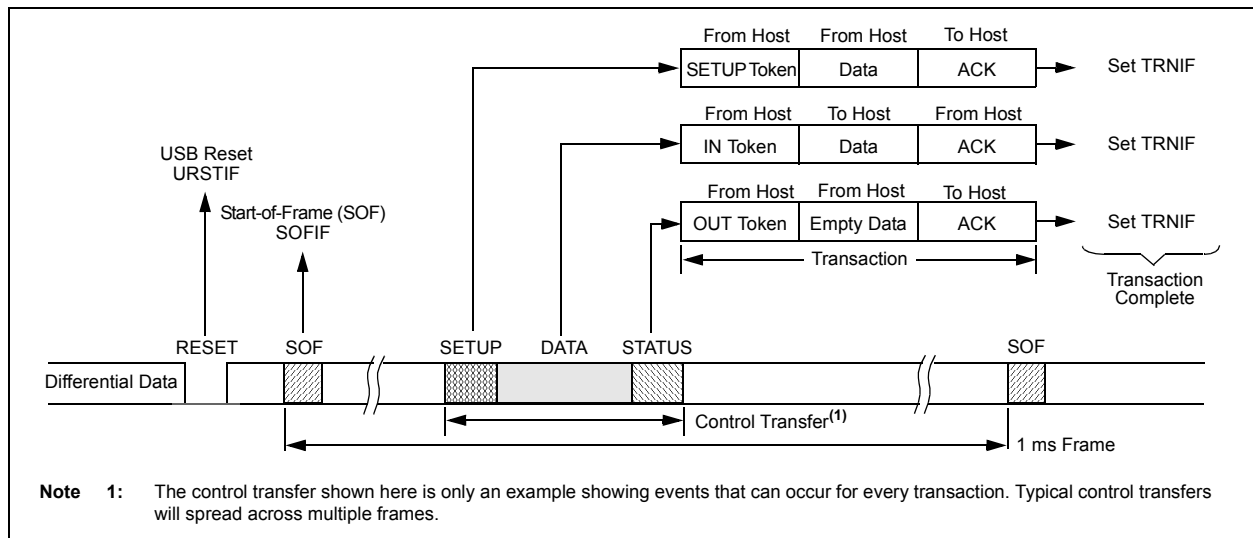 From Host From Host To Host
SETUP Token Data ACK Set TRNIF
From Host To Host From Host
IN Token Data ACK Set TRNIF
USB Reset
URSTIF
From Host From Host To Host
Start-of-Frame (SOF)
SOFIF
OUT Token Empty Data ACK Set TRNIF
Transaction
Transaction
Complete
RESET SOF SETUP DATA STATUS SOF
Differential Data
Control Transfer(1)
1 ms Frame
Note 1: The control transfer shown here is only an example showing events that can occur for every transaction. Typical control transfers
will spread across multiple frames.